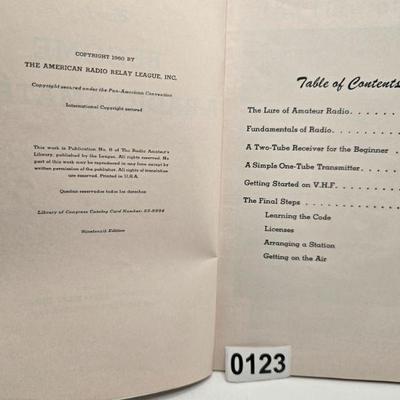 COPYRIGHT 1960 BY
THE AMERICAN RADIO RELAY LEAGUE, INC.
Copyright secured under the Pan-American Convention
International Copyright secured
This work is Publication No. 8 of The Radio Amateur's
Library, published by the League. All rights reserved. No
part of this work may be reproduced in any form except by
written permission of the publisher. All rights of translation
are reserved. Printed in U.S.A.
Quedan reservados todos los derechos
Library of Congress Catalog Card Number: 55-8966
Nineteenth Edition
Table of Contents
The Lure of Amateur Radio . . . . . . .
Fundamentals of Radio . . . . . . . . .
A Two-Tube Receiver for the Beginner . .
A Simple One-Tube Transmitter . . . . .
Getting Started on V.H.F. . . . . . . . .
The Final Steps . . . . . . . . . . . .
Learning the Code
Licenses
Arranging a Station
Getting on the Air
0123